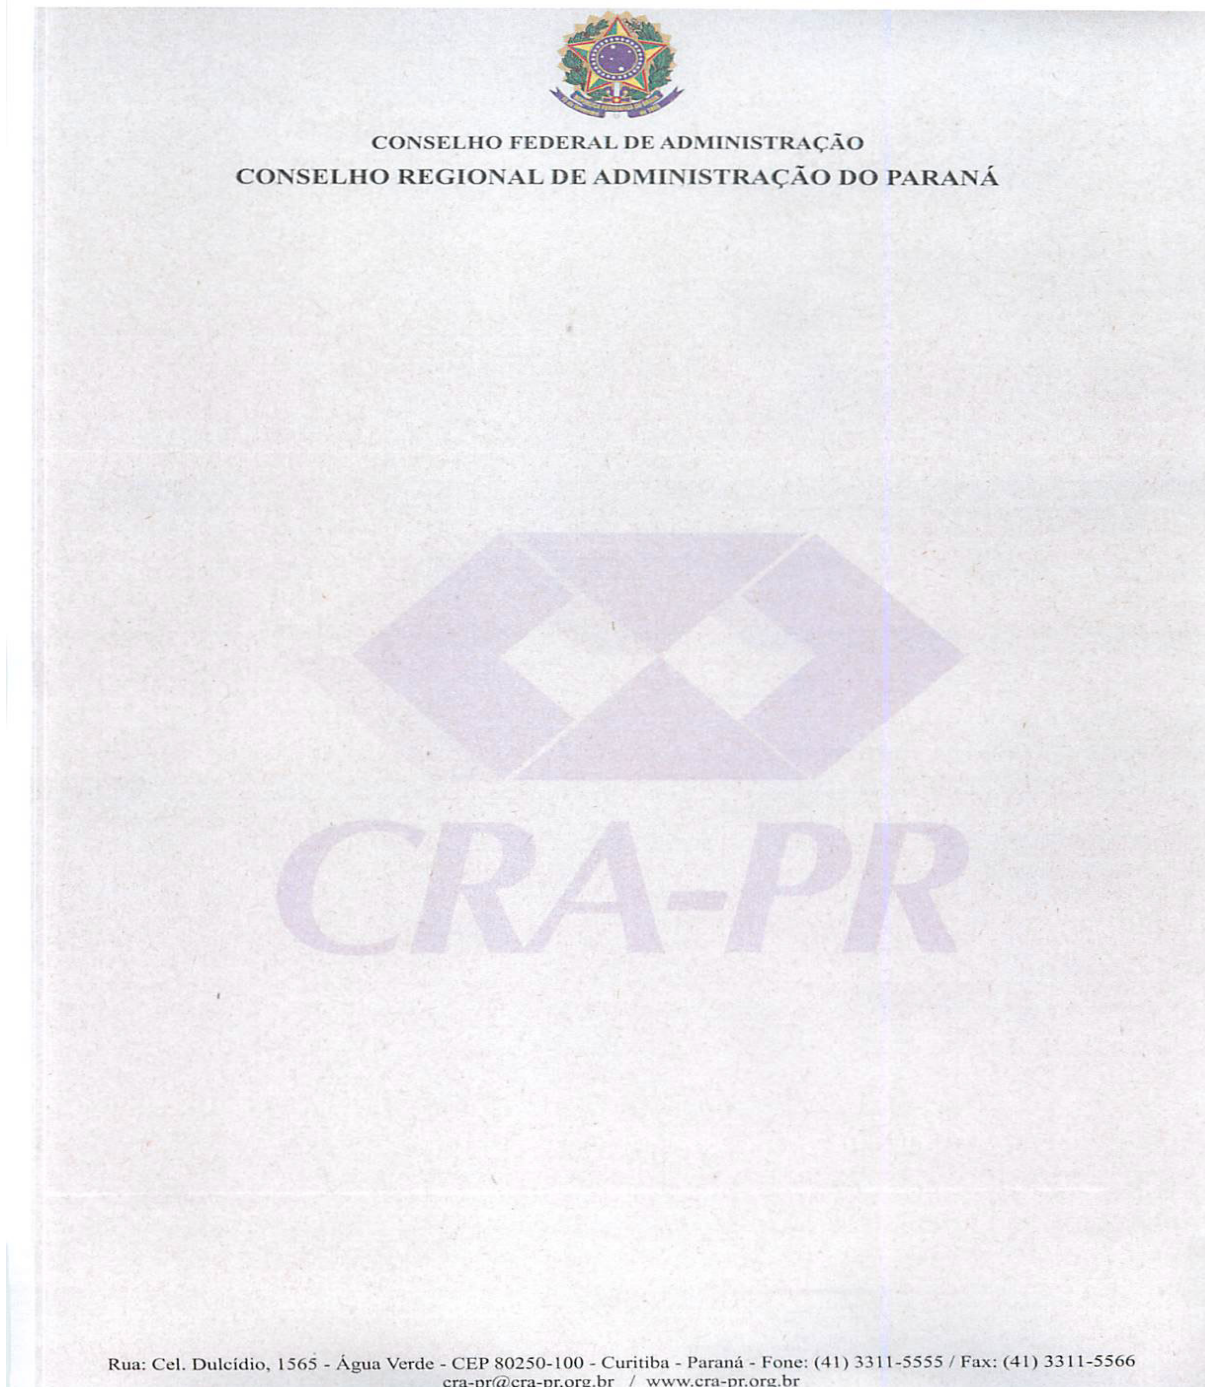 CONSELHO FEDERAL DE ADMINISTRAÇÃO
CONSELHO REGIONAL DE ADMINISTRAÇÃO DO PARANÁ
CRA-PR
Rua: Cel. Dulcídio, 1565 - Água Verde - CEP 80250-100 - Curitiba - Paraná - Fone: (41) 3311-5555 / Fax: (41) 3311-5566
cra-pr@cra-pr.org.br / www.cra-pr.org.br